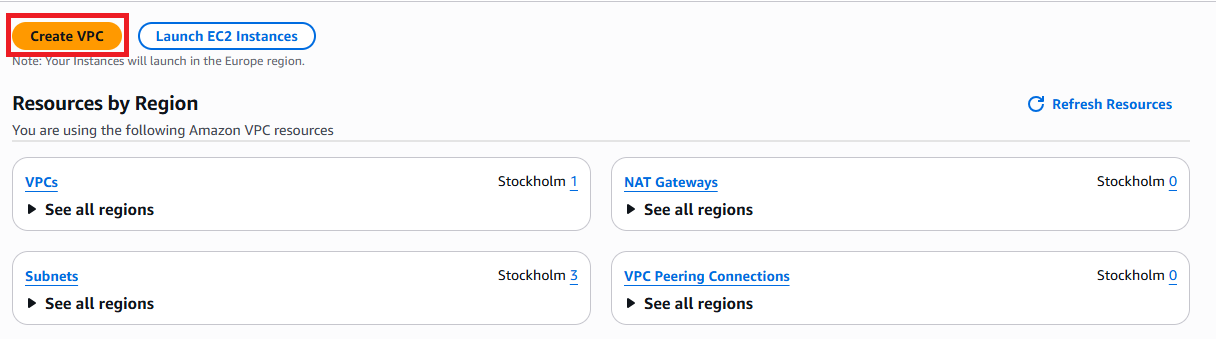 Create VPC
Launch EC2 Instances
Note: Your Instances will launch in the Europe region.
Resources by Region
Refresh Resources
You are using the following Amazon VPC resources
VPCs
Stockholm 1
See all regions
NAT Gateways
Stockholm 0
See all regions
Subnets
Stockholm 3
See all regions
VPC Peering Connections
Stockholm 0
See all regions